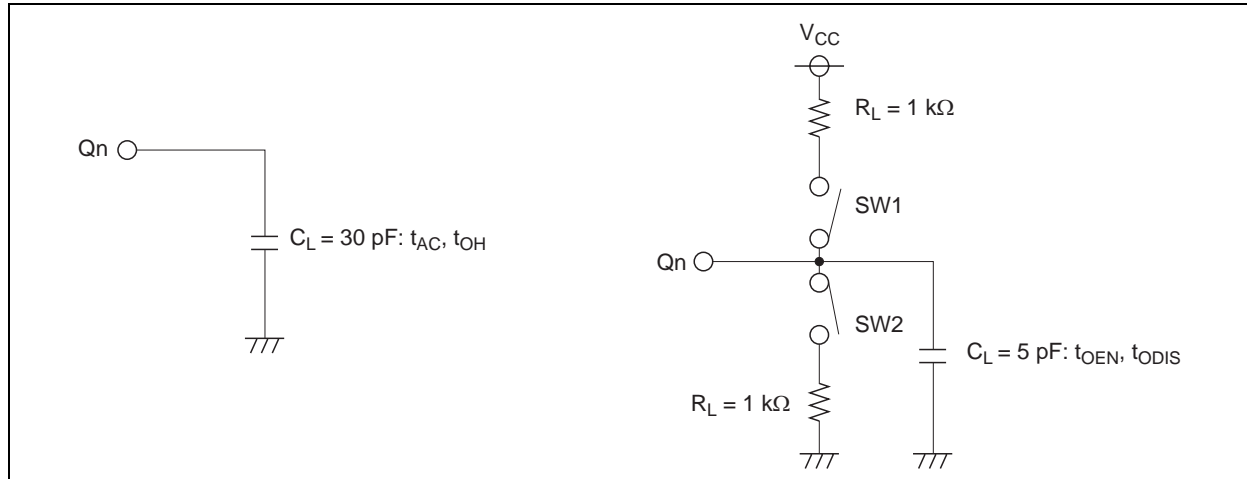 Qn
C_L = 30 pF: t_AC, t_OH
V_CC
R_L = 1 kΩ
SW1
Qn
SW2
C_L = 5 pF: t_OEN, t_ODIS
R_L = 1 kΩ